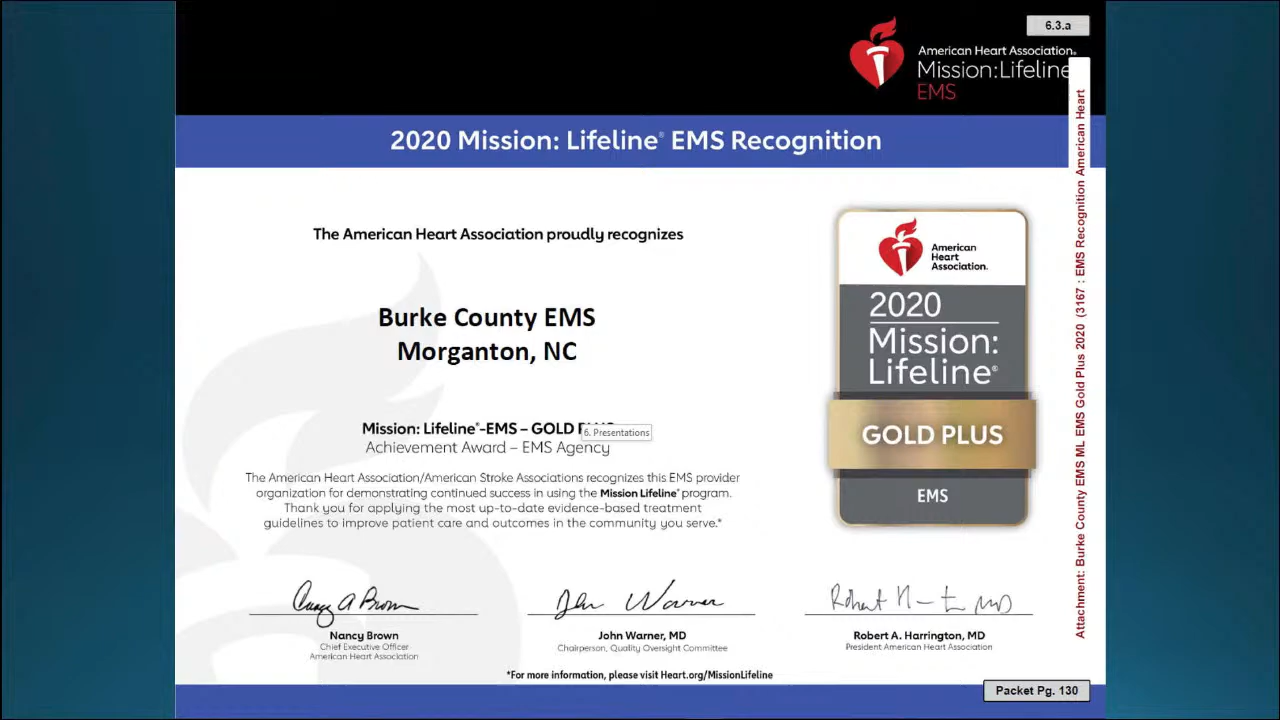 6.3.a
American Heart Association®
Mission:Lifeline
EMS
2020 Mission: Lifeline® EMS Recognition
The American Heart Association proudly recognizes
Burke County EMS
Morganton, NC
Mission: Lifeline®-EMS – GOLD
6. Presentations
Achievement Award – EMS Agency
The American Heart Association/American Stroke Associations recognizes this EMS provider
organization for demonstrating continued success in using the Mission Lifeline® program.
Thank you for applying the most up-to-date evidence-based treatment
guidelines to improve patient care and outcomes in the community you serve.*
American
Heart
Association.
2020
Mission:
Lifeline®
GOLD PLUS
EMS
Nancy Brown
Chief Executive Officer
American Heart Association
John Warner, MD
Chairperson, Quality Oversight Committee
Robert A. Harrington, MD
President American Heart Association
*For more information, please visit Heart.org/MissionLifeline
Attachment: Burke County EMS ML EMS Gold Plus 2020 (3167 : EMS Recognition American Heart
Packet Pg. 130